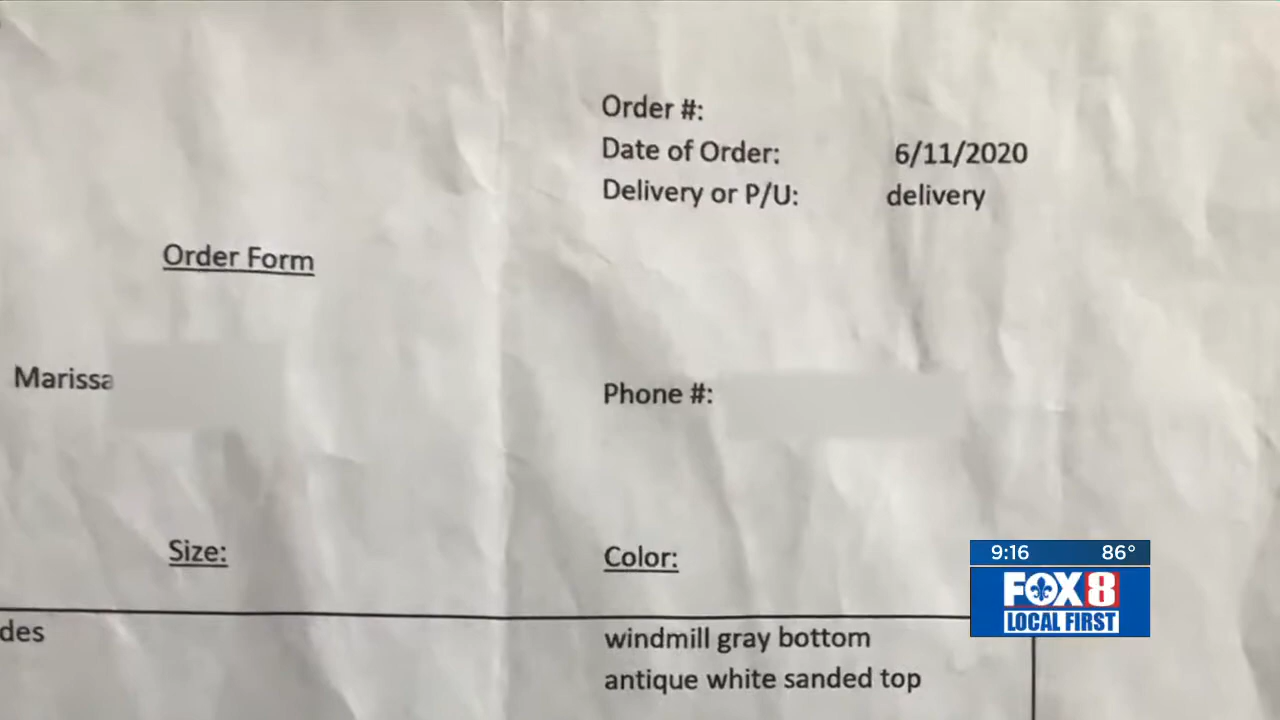 Order #:
Date of Order: 6/11/2020
Delivery or P/U: delivery
Order Form
Marissa
Phone #:
Size:
Color:
des
windmill gray bottom
antique white sanded top
9:16 86°
FOX 8
LOCAL FIRST